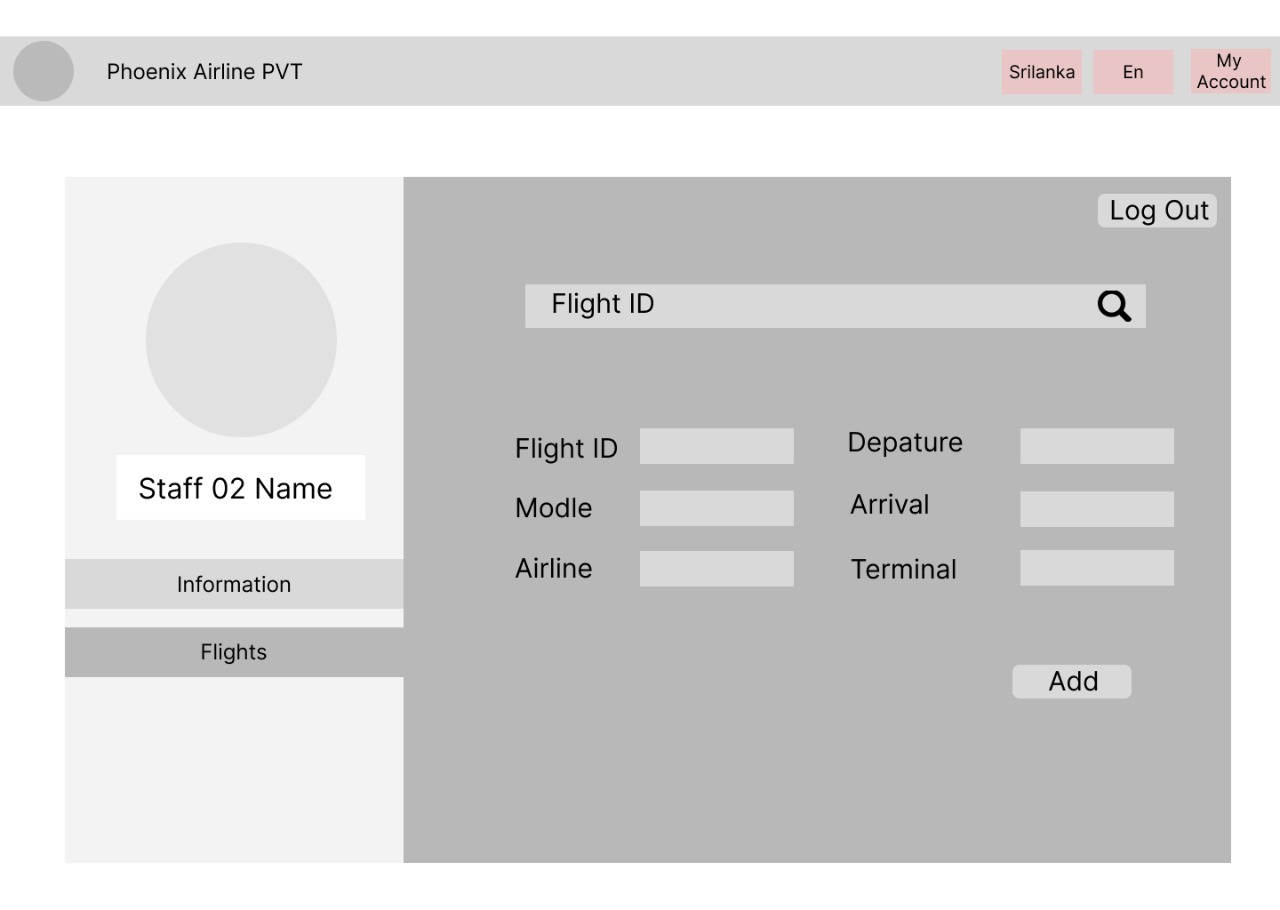 Phoenix Airline PVT
Srilanka
En
My
Account
Log Out
Flight ID
Staff 02 Name
Information
Flights
Flight ID
Depature
Modle
Arrival
Airline
Terminal
Add